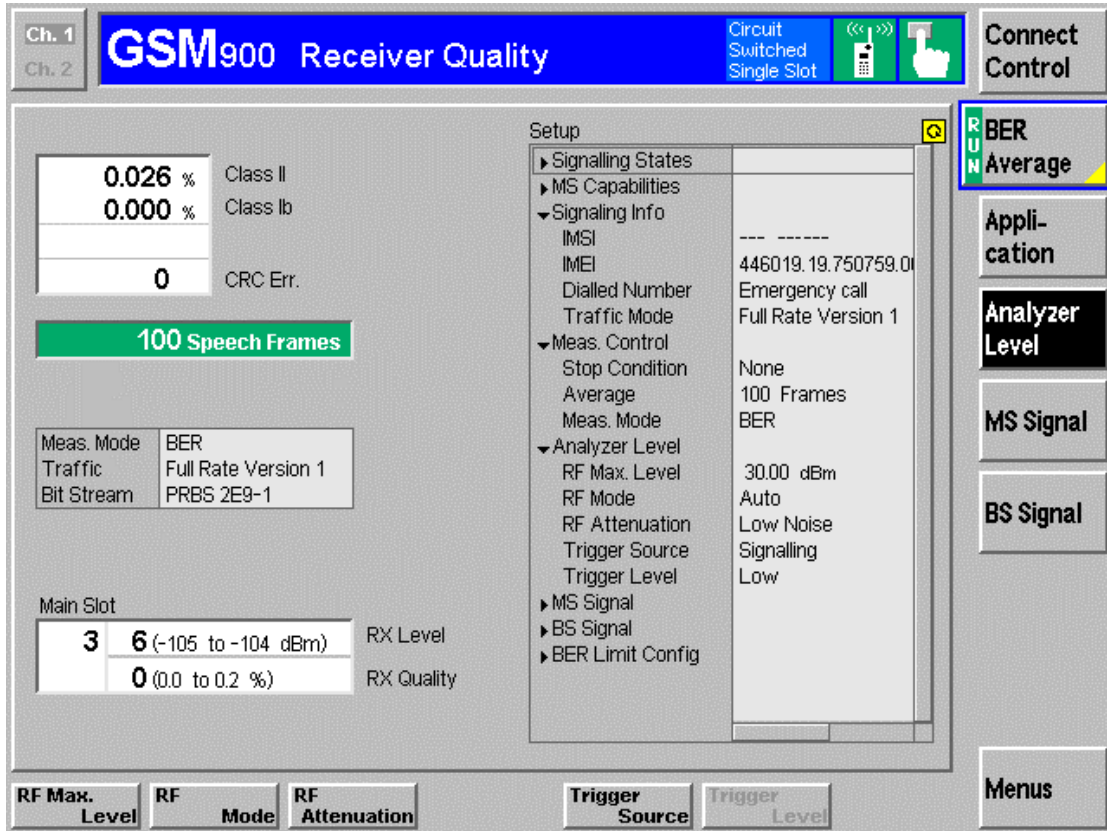 Ch. 1
Ch. 2
GSM900 Receiver Quality
Circuit
Switched
Single Slot
Connect
Control
0.026 % Class II
0.000 % Class Ib
0 CRC Err.
100 Speech Frames
Meas. Mode BER
Traffic Full Rate Version 1
Bit Stream PRBS 2E9-1
Main Slot
3 6 (-105 to -104 dBm) RX Level
0 (0.0 to 0.2 %) RX Quality
Setup
Signalling States
MS Capabilities
Signaling Info
IMSI --- ------
IMEI 446019.19.750759.0
Dialled Number Emergency call
Traffic Mode Full Rate Version 1
Meas. Control
Stop Condition None
Average 100 Frames
Meas. Mode BER
Analyzer Level
RF Max. Level 30.00 dBm
RF Mode Auto
RF Attenuation Low Noise
Trigger Source Signalling
Trigger Level Low
MS Signal
BS Signal
BER Limit Config
RUN
BER
Average
Appli-
cation
Analyzer
Level
MS Signal
BS Signal
Menus
RF Max.
Level
RF
Mode
RF
Attenuation
Trigger
Source
Trigger
Level